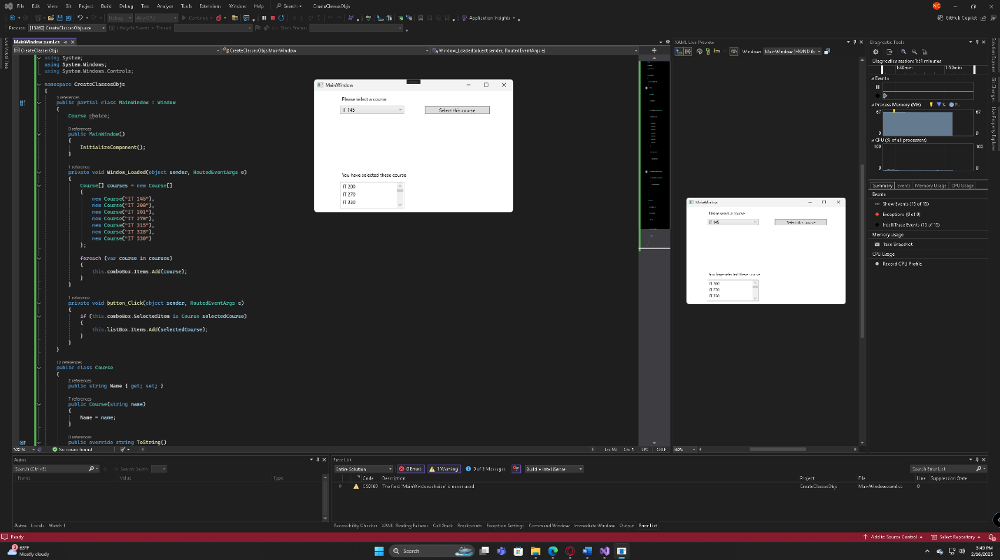 File Edit View Git Project Build Debug Test Analyze Tools Extensions Window Help Search CreateClassesObjs
NC
Debug Any CPU Continue Application Insights GitHub Copilot
Process: [13260] CreateClassesObjs.exe Lifecycle Events Thread: Stack Frame:
MainWindow.xaml.cs
CreateClassesObjs CreateClassesObjs.MainWindow Window_Loaded(object sender, RoutedEventArgs e)
Live Visual Tree
using System;
using System.Windows;
using System.Windows.Controls;
namespace CreateClassesObjs
{
5 references
public partial class MainWindow : Window
{
Course choice;
0 references
public MainWindow()
{
InitializeComponent();
}
1 reference
private void Window_Loaded(object sender, RoutedEventArgs e)
{
Course[] courses = new Course[]
{
new Course("IT 145"),
new Course("IT 200"),
new Course("IT 201"),
new Course("IT 270"),
new Course("IT 315"),
new Course("IT 328"),
new Course("IT 330")
};
foreach (var course in courses)
{
this.comboBox.Items.Add(course);
}
}
1 reference
private void button_Click(object sender, RoutedEventArgs e)
{
if (this.comboBox.SelectedItem is Course selectedCourse)
{
this.listBox.Items.Add(selectedCourse);
}
}
}
12 references
public class Course
{
2 references
public string Name { get; set; }
7 references
public Course(string name)
{
Name = name;
}
0 references
public override string ToString()
100 % No issues found Ln: 59 Ch: 1 SPC CRLF
MainWindow
Please select a course
IT 145 Select this course
You have selected these course
IT 200
IT 270
IT 330
XAML Live Preview
Window: MainWindow [HWND 0x
MainWindow
Please select a course
IT 145 Select this course
You have selected these course
IT 200
IT 270
IT 330
80%
Diagnostic Tools
Diagnostics session: 1:51 minutes
1:40min 1:50min
Events
Process Memory (MB) S. P.
67 67
0 0
CPU (% of all processors)
100 100
0 0
Summary Events Memory Usage CPU Usage
Events
Show Events (15 of 15)
Exceptions (0 of 0)
IntelliTrace Events (15 of 15)
Memory Usage
Take Snapshot
CPU Usage
Record CPU Profile
Solution Explorer
Git Changes
Live Property Explorer
Autos
Search (Ctrl+E) Search Depth:
Name Value Type
Autos Locals Watch 1
Error List
Entire Solution 0 Errors 1 Warning 0 of 3 Messages Build + IntelliSense Search Error List
Code Description Project File Line Suppression State
CS0169 The field 'MainWindow.choice' is never used CreateClassesObjs MainWindow.xaml.cs 9
Accessibility Checker XAML Binding Failures Call Stack Breakpoints Exception Settings Command Window Immediate Window Output Error List
Ready Add to Source Control Select Repository
3
63°F
Mostly cloudy
Search
3:49 PM
2/16/2025